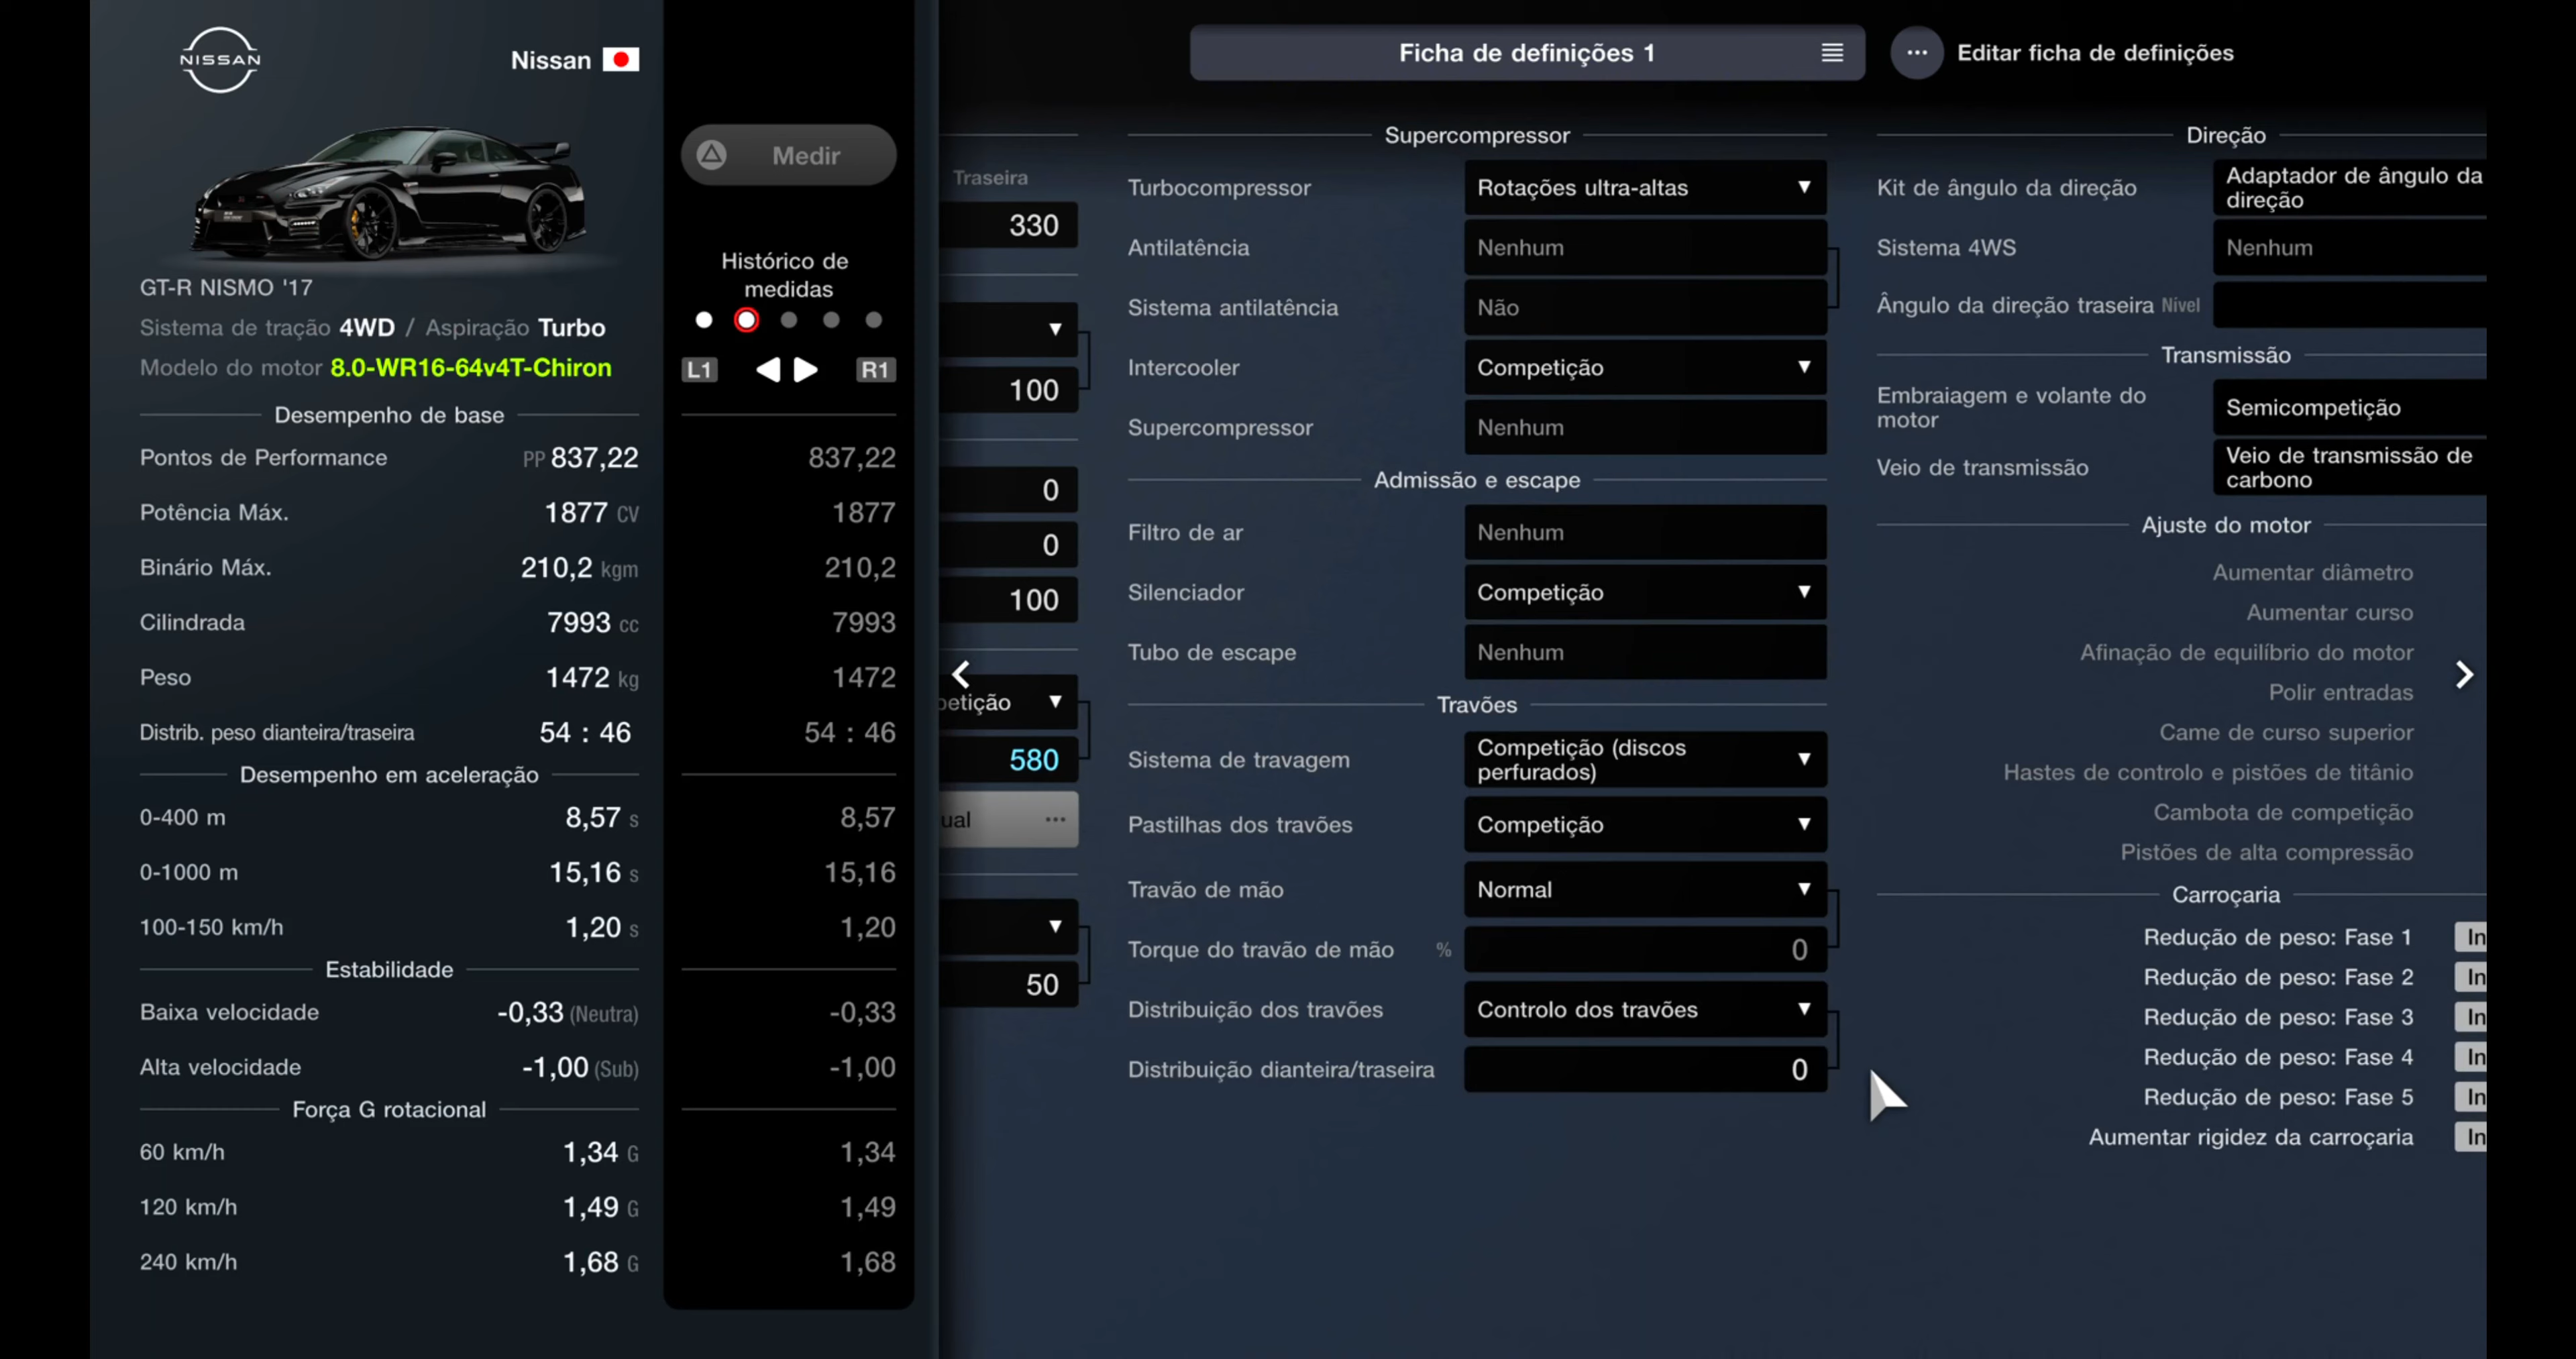 NISSAN
Nissan
GT-R NISMO '17
Sistema de tração 4WD / Aspiração Turbo
Modelo do motor 8.0-WR16-64v4T-Chiron
Desempenho de base
Pontos de Performance PP 837,22
Potência Máx. 1877 CV
Binário Máx. 210,2 kgm
Cilindrada 7993 cc
Peso 1472 kg
Distrib. peso dianteira/traseira 54 : 46
Desempenho em aceleração
0-400 m 8,57 s
0-1000 m 15,16 s
100-150 km/h 1,20 s
Estabilidade
Baixa velocidade -0,33 (Neutra)
Alta velocidade -1,00 (Sub)
Força G rotacional
60 km/h 1,34 G
120 km/h 1,49 G
240 km/h 1,68 G
Medir
Histórico de
medidas
L1 R1
837,22
1877
210,2
7993
1472
54 : 46
8,57
15,16
1,20
-0,33
-1,00
1,34
1,49
1,68
Ficha de definições 1
Editar ficha de definições
Traseira
330
100
0
0
100
petição
580
ual ...
50
Supercompressor
Turbocompressor Rotações ultra-altas
Antilatência Nenhum
Sistema antilatência Não
Intercooler Competição
Supercompressor Nenhum
Admissão e escape
Filtro de ar Nenhum
Silenciador Competição
Tubo de escape Nenhum
Travões
Sistema de travagem Competição (discos
perfurados)
Pastilhas dos travões Competição
Travão de mão Normal
Torque do travão de mão % 0
Distribuição dos travões Controlo dos travões
Distribuição dianteira/traseira 0
Direção
Kit de ângulo da direção Adaptador de ângulo da
direção
Sistema 4WS Nenhum
Ângulo da direção traseira Nível
Transmissão
Embraiagem e volante do
motor Semicompetição
Veio de transmissão Veio de transmissão de
carbono
Ajuste do motor
Aumentar diâmetro
Aumentar curso
Afinação de equilíbrio do motor
Polir entradas
Came de curso superior
Hastes de controlo e pistões de titânio
Cambota de competição
Pistões de alta compressão
Carroçaria
Redução de peso: Fase 1 In
Redução de peso: Fase 2 In
Redução de peso: Fase 3 In
Redução de peso: Fase 4 In
Redução de peso: Fase 5 In
Aumentar rigidez da carroçaria In